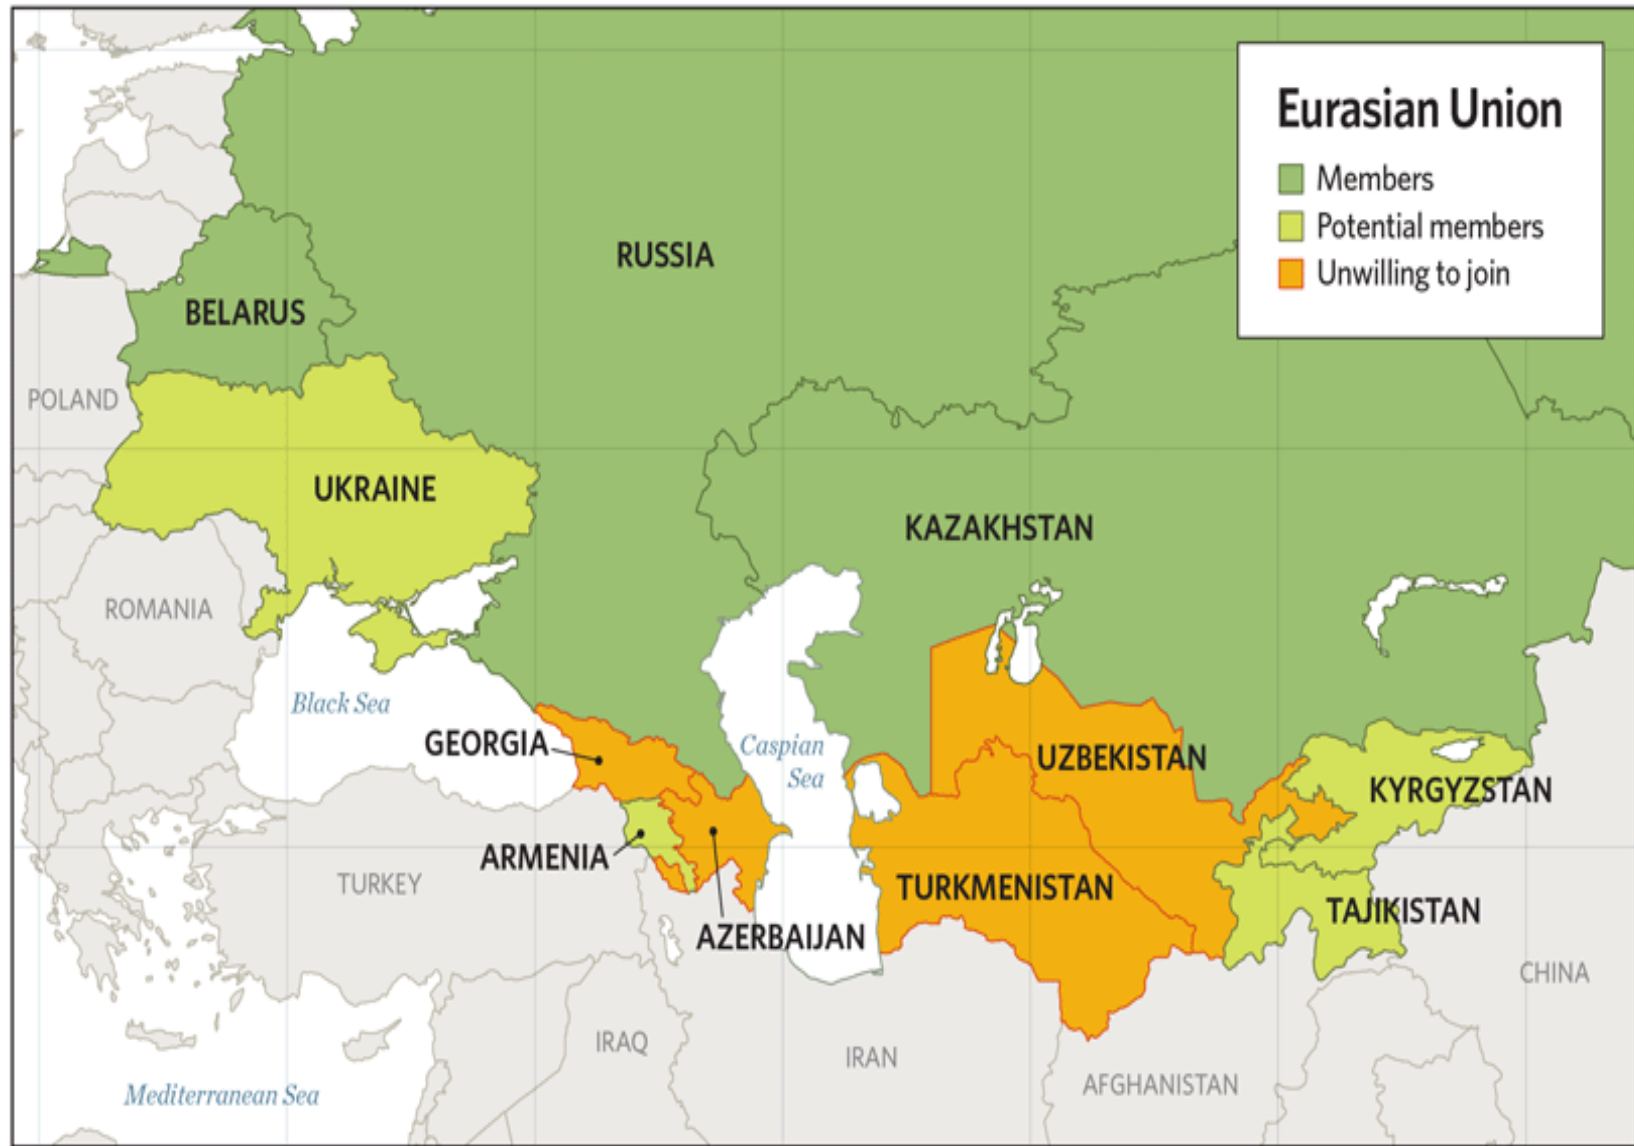 Eurasian Union
Members
Potential members
Unwilling to join
RUSSIA
BELARUS
POLAND
UKRAINE
KAZAKHSTAN
ROMANIA
Black Sea
GEORGIA
Caspian
Sea
UZBEKISTAN
KYRGYZSTAN
ARMENIA
TURKEY
TURKMENISTAN
TAJIKISTAN
AZERBAIJAN
CHINA
IRAQ
IRAN
AFGHANISTAN
Mediterranean Sea